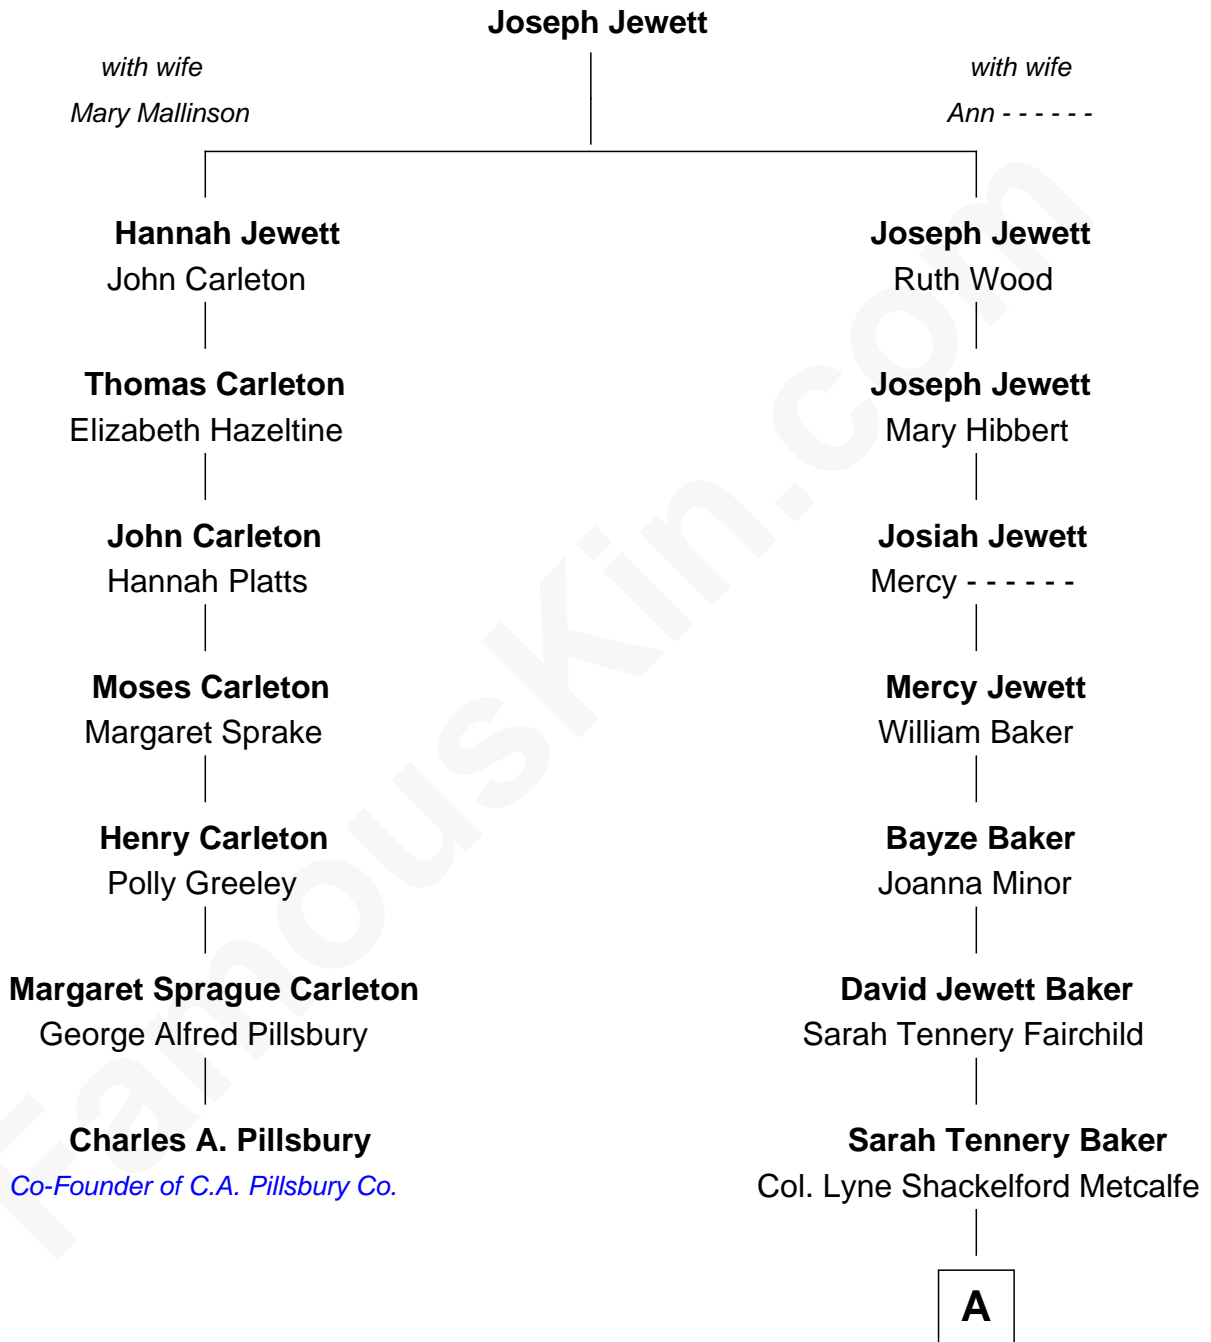 Joseph Jewett
with wife
Mary Mallinson
with wife
Ann - - - - - -
Hannah Jewett
John Carleton
Joseph Jewett
Ruth Wood
Thomas Carleton
Elizabeth Hazeltine
Joseph Jewett
Mary Hibbert
John Carleton
Hannah Platts
Josiah Jewett
Mercy - - - - - -
Moses Carleton
Margaret Sprake
Mercy Jewett
William Baker
Henry Carleton
Polly Greeley
Bayze Baker
Joanna Minor
Margaret Sprague Carleton
George Alfred Pillsbury
David Jewett Baker
Sarah Tennery Fairchild
Charles A. Pillsbury
Co-Founder of C.A. Pillsbury Co.
Sarah Tennery Baker
Col. Lyne Shackelford Metcalfe
A
FamousKin.com